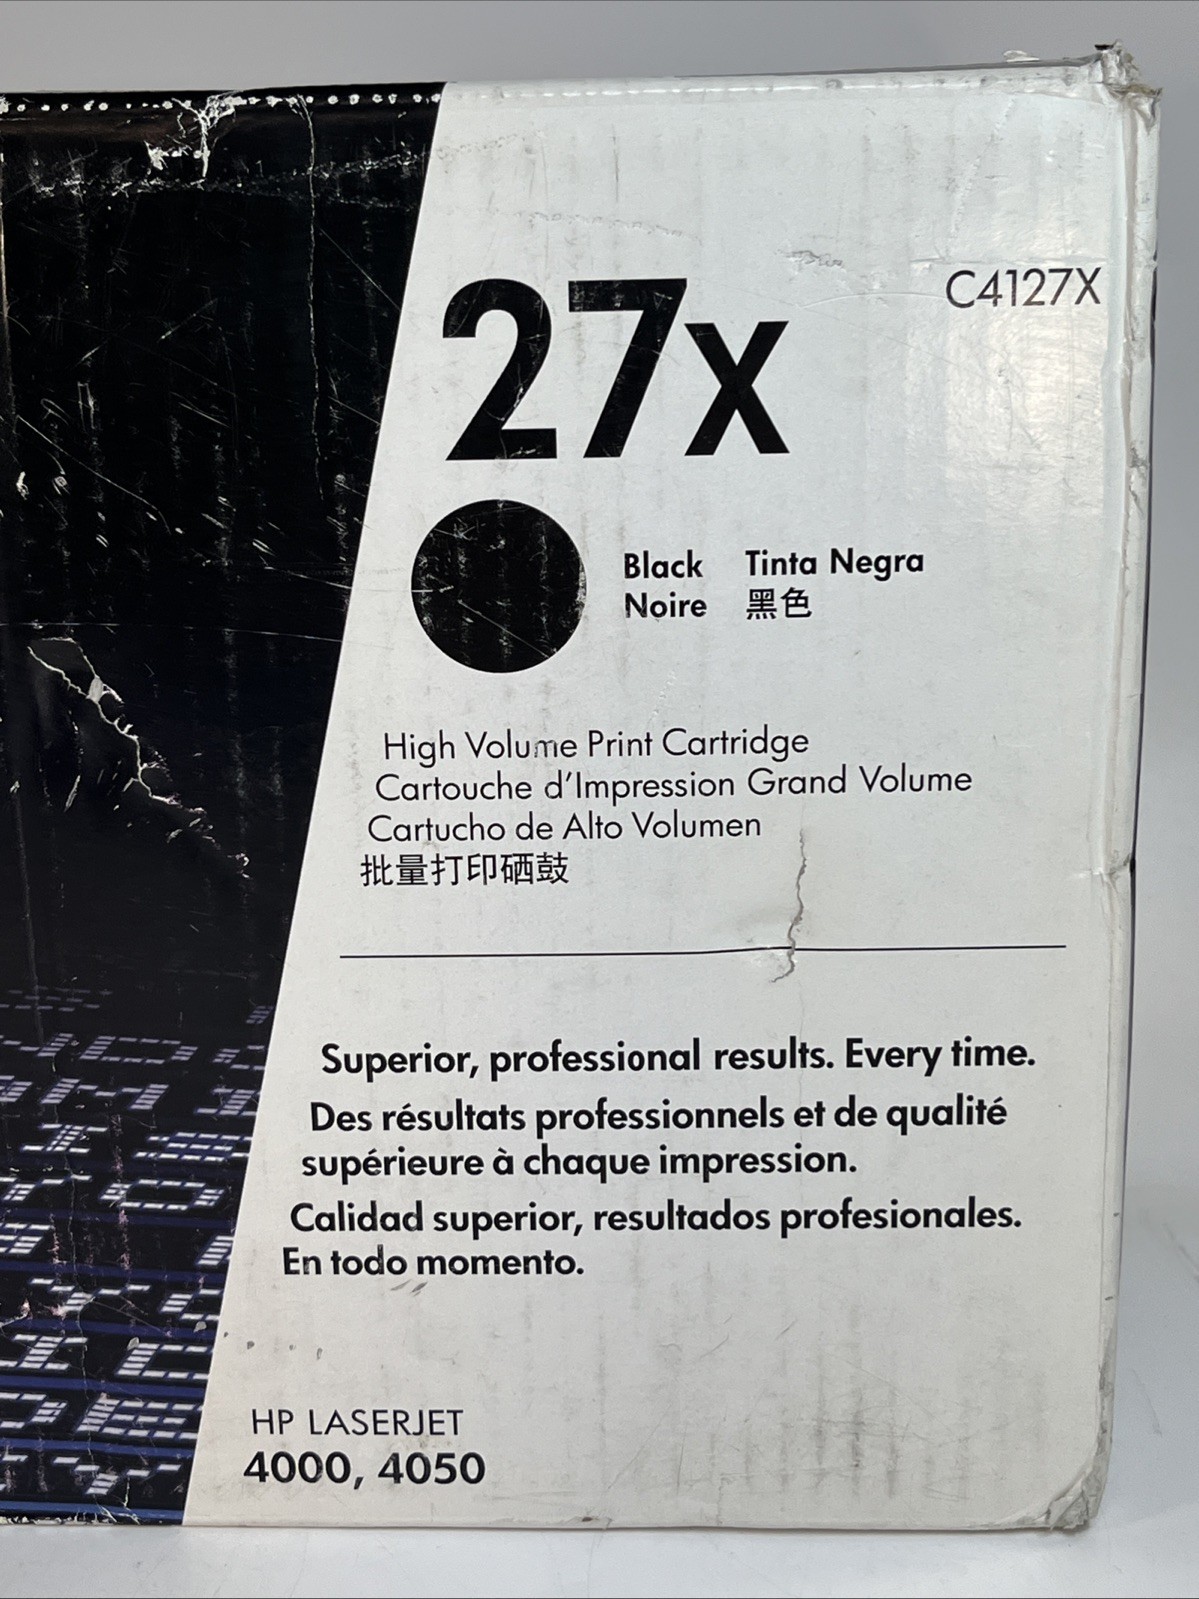 27X
C4127X
Black Tinta Negra
Noire 黑色
High Volume Print Cartridge
Cartouche d'Impression Grand Volume
Cartucho de Alto Volumen
批量打印硒鼓
Superior, professional results. Every time.
Des résultats professionnels et de qualité
supérieure à chaque impression.
Calidad superior, resultados profesionales.
En todo momento.
HP LASERJET
4000, 4050